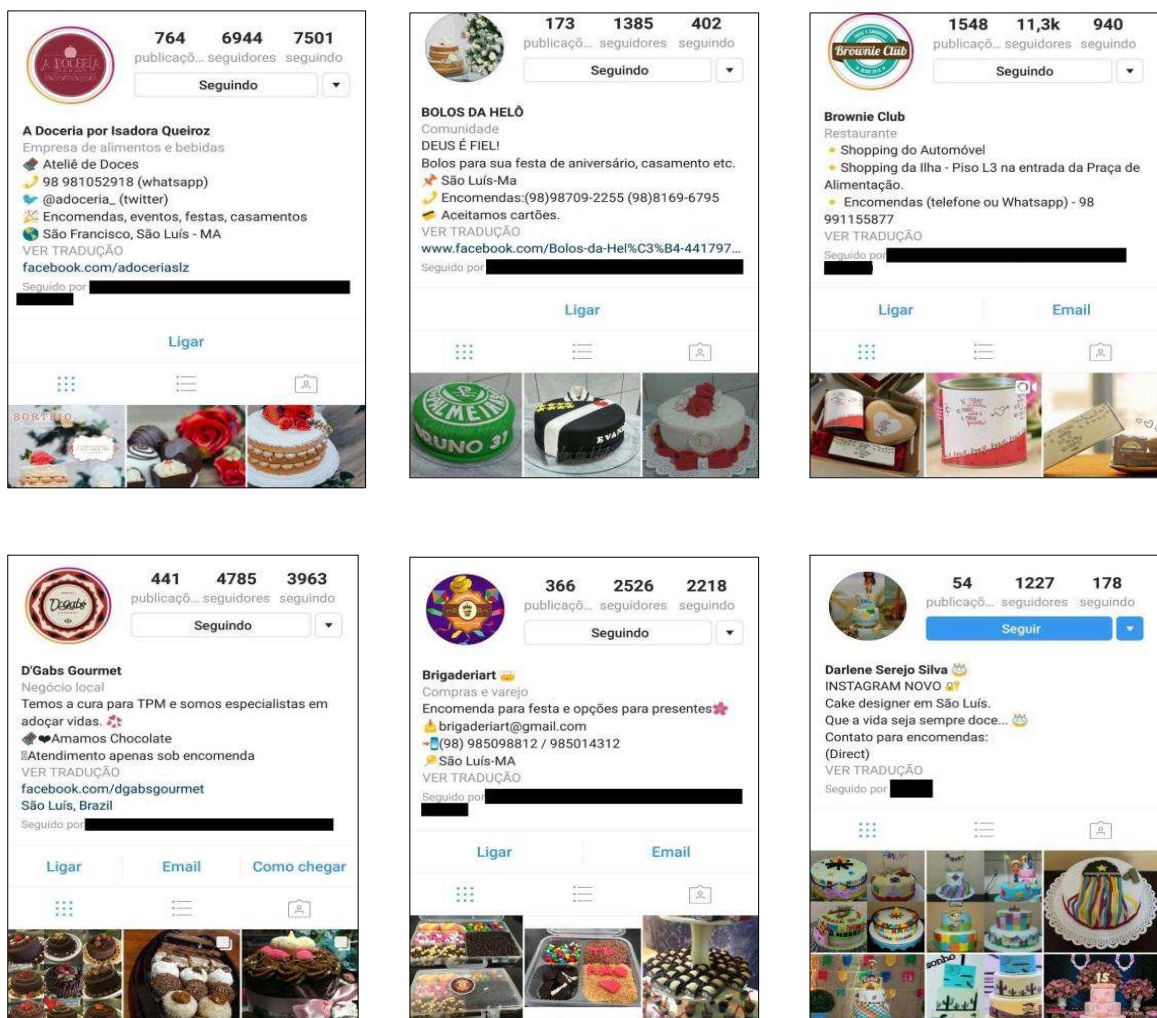 764 6944 7501
publicaçõ... seguidores seguindo
Seguindo
A DOCERIA
A Doceria por Isadora Queiroz
Empresa de alimentos e bebidas
Ateliê de Doces
98 981052918 (whatsapp)
@adoceria_ (twitter)
Encomendas, eventos, festas, casamentos
São Francisco, São Luís - MA
VER TRADUÇÃO
facebook.com/adoceriaslz
Seguido por
Ligar
SORTEIO
173 1385 402
publicaçõ... seguidores seguindo
Seguindo
BOLOS DA HELÔ
Comunidade
DEUS É FIEL!
Bolos para sua festa de aniversário, casamento etc.
São Luís-Ma
Encomendas:(98)98709-2255 (98)8169-6795
Aceitamos cartões.
VER TRADUÇÃO
www.facebook.com/Bolos-da-Hel%C3%B4-441797...
Seguido por
Ligar
PALMEIRAS
BRUNO 31
EVAN
1548 11,3k 940
publicaçõ... seguidores seguindo
Brownie Club
Seguindo
Brownie Club
Restaurante
Shopping do Automóvel
Shopping da Ilha - Piso L3 na entrada da Praça de
Alimentação.
Encomendas (telefone ou Whatsapp) - 98
991155877
VER TRADUÇÃO
Seguido por
Ligar Email
441 4785 3963
publicaçõ... seguidores seguindo
D'Gabs
Seguindo
D'Gabs Gourmet
Negócio local
Temos a cura para TPM e somos especialistas em
adoçar vidas.
Amamos Chocolate
Atendimento apenas sob encomenda
VER TRADUÇÃO
facebook.com/dgabsgourmet
São Luís, Brazil
Seguido por
Ligar Email Como chegar
366 2526 2218
publicaçõ... seguidores seguindo
Seguindo
Brigaderiart
Compras e varejo
Encomenda para festa e opções para presentes
brigaderiart@gmail.com
(98) 985098812 / 985014312
São Luís-MA
VER TRADUÇÃO
Seguido por
Ligar Email
54 1227 178
publicaçõ... seguidores seguindo
Seguir
Darlene Serejo Silva
INSTAGRAM NOVO
Cake designer em São Luís.
Que a vida seja sempre doce...
Contato para encomendas:
(Direct)
VER TRADUÇÃO
Seguido por
sonho
15